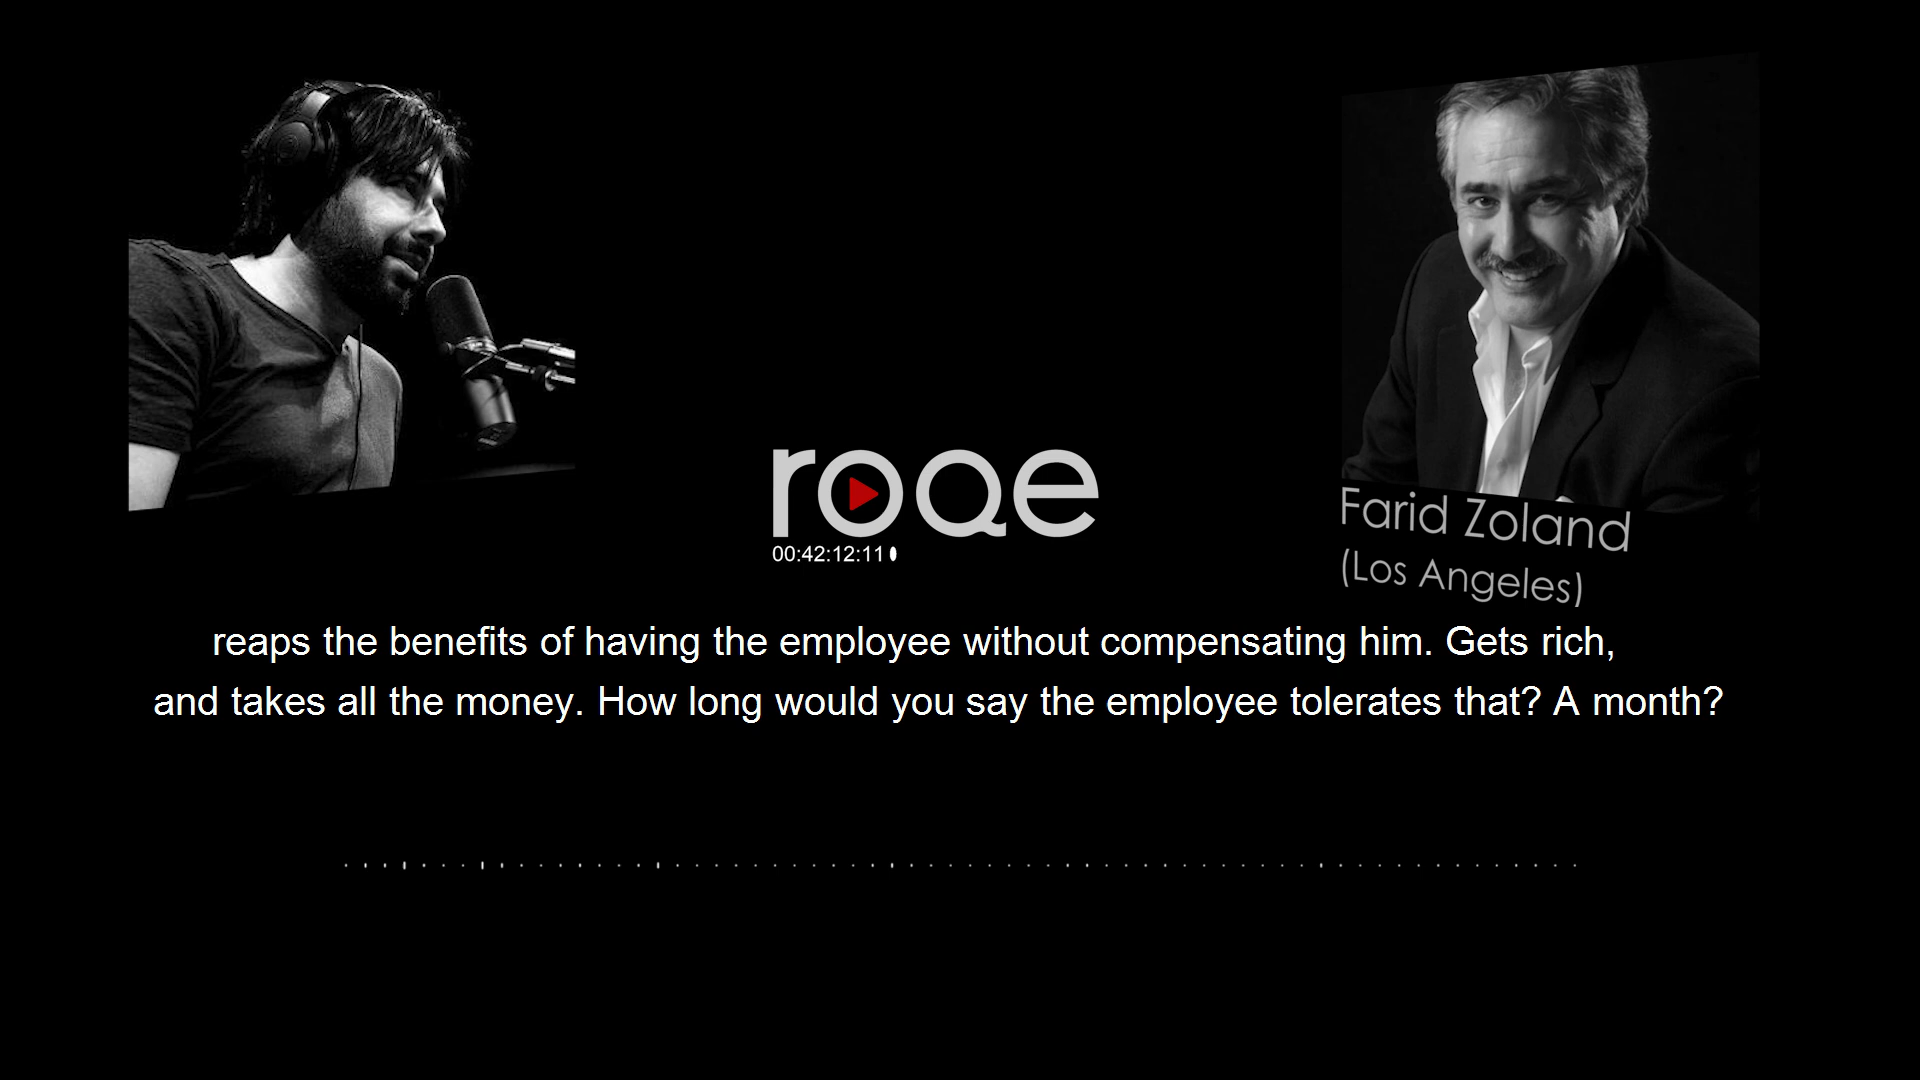 roqe
00:42:12:11
Farid Zoland
(Los Angeles)
reaps the benefits of having the employee without compensating him. Gets rich,
and takes all the money. How long would you say the employee tolerates that? A month?